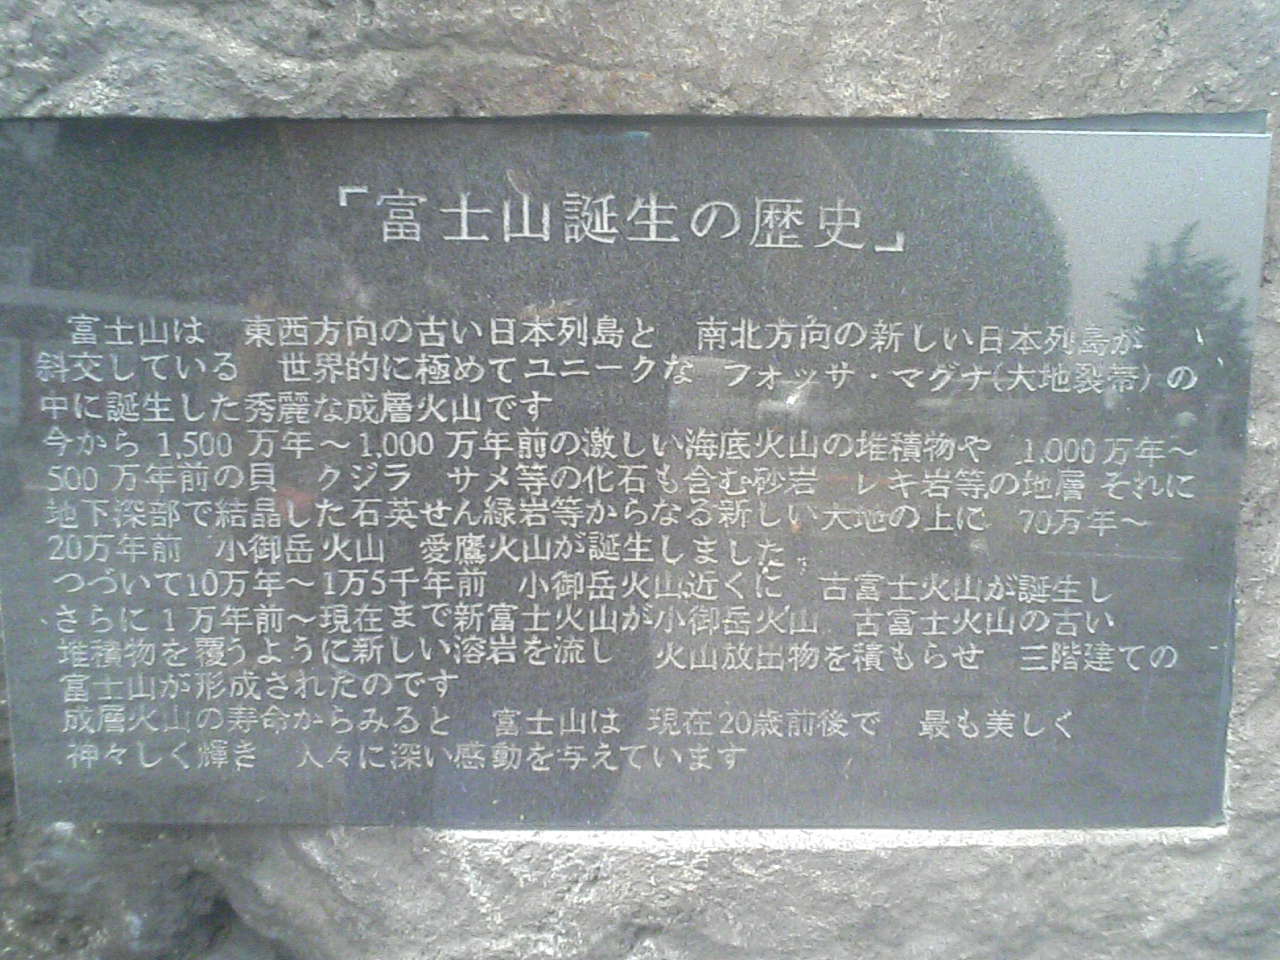 「富士山誕生の歴史」
富士山は　東西方向の古い日本列島と　南北方向の新しい日本列島が
斜交している　世界的に極めてユニークな　フォッサ・マグナ(大地裂帯)の
中に誕生した秀麗な成層火山です
今から1,500万年～1,000万年前の激しい海底火山の堆積物や　1,000万年～
500万年前の貝　クジラ　サメ等の化石も含む砂岩　レキ岩等の地層 それに
地下深部で結晶した石英せん緑岩等からなる新しい大地の上に　70万年～
20万年前　小御岳火山　愛鷹火山が誕生しました
つづいて10万年～1万5千年前　小御岳火山近くに　古富士火山が誕生し
さらに1万年前～現在まで新富士火山が小御岳火山　古富士火山の古い
堆積物を覆うように新しい溶岩を流し　火山放出物を積もらせ　三階建ての
富士山が形成されたのです
成層火山の寿命からみると　富士山は　現在20歳前後で　最も美しく
神々しく輝き　人々に深い感動を与えています